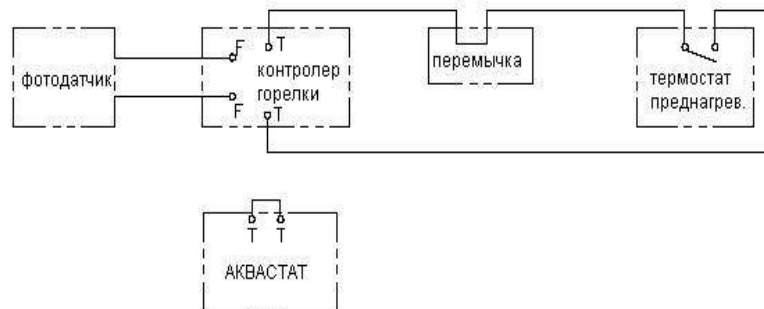 фотодатчик
F
T
контролер
горелки
F
T
перемычка
термостат
преднагрев.
T T
АКВАСТАТ